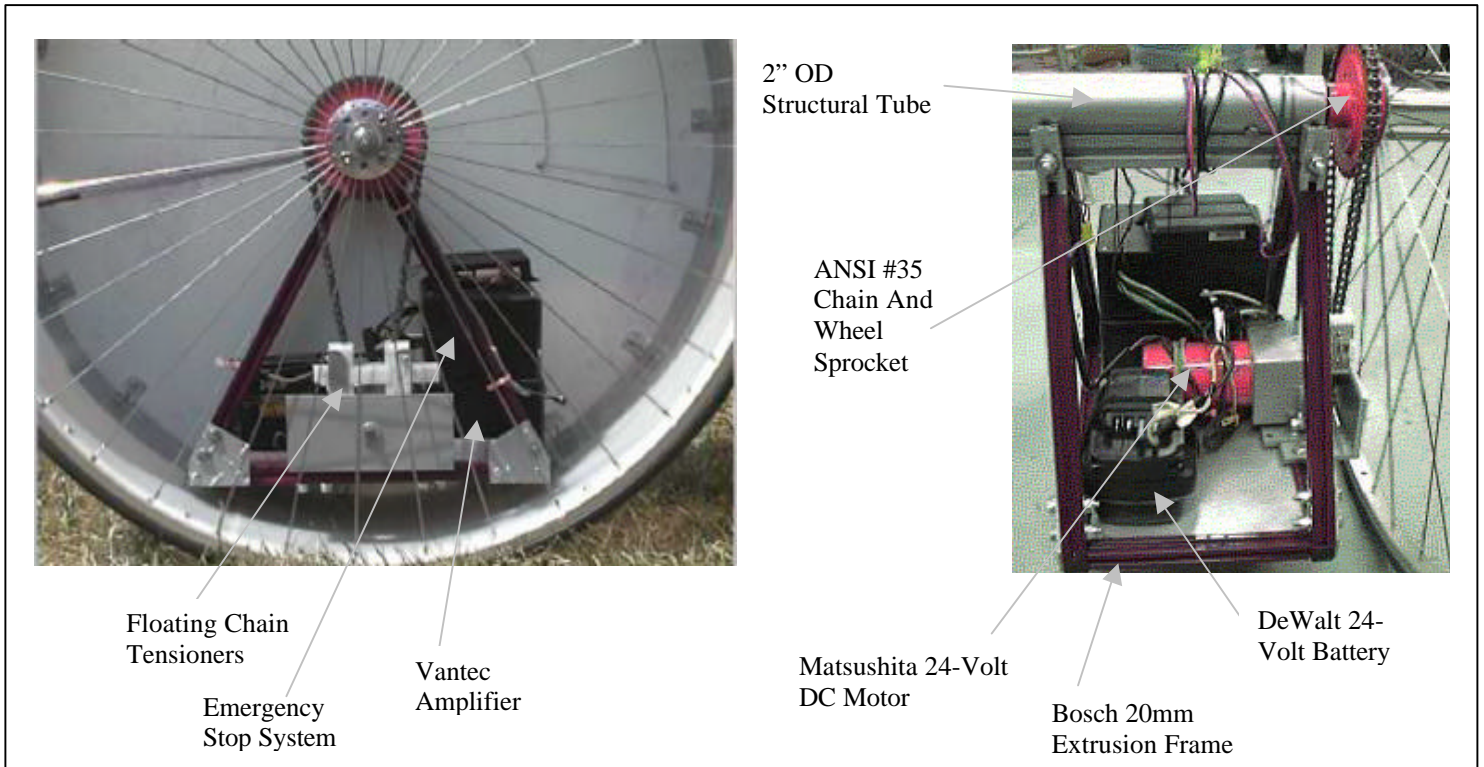 2” OD
Structural Tube
ANSI #35
Chain And
Wheel
Sprocket
Floating Chain
Tensioners
Emergency
Stop System
Vantec
Amplifier
Matsushita 24-Volt
DC Motor
DeWalt 24-
Volt Battery
Bosch 20mm
Extrusion Frame